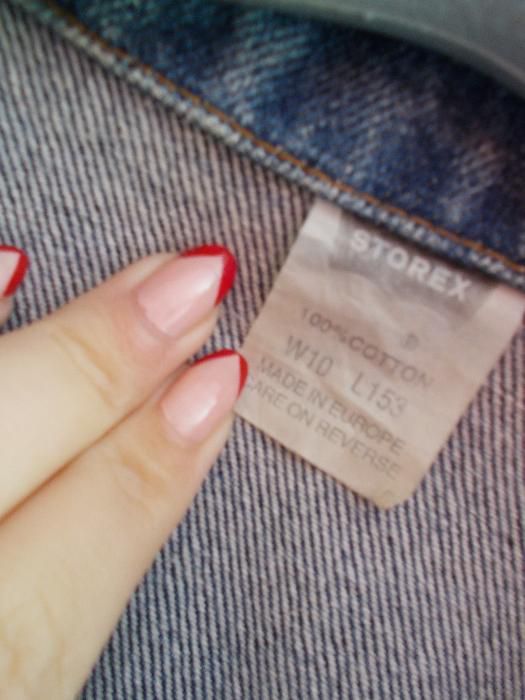 STOREX
100% COTTON
W10 L153
MADE IN EUROPE
CARE ON REVERSE